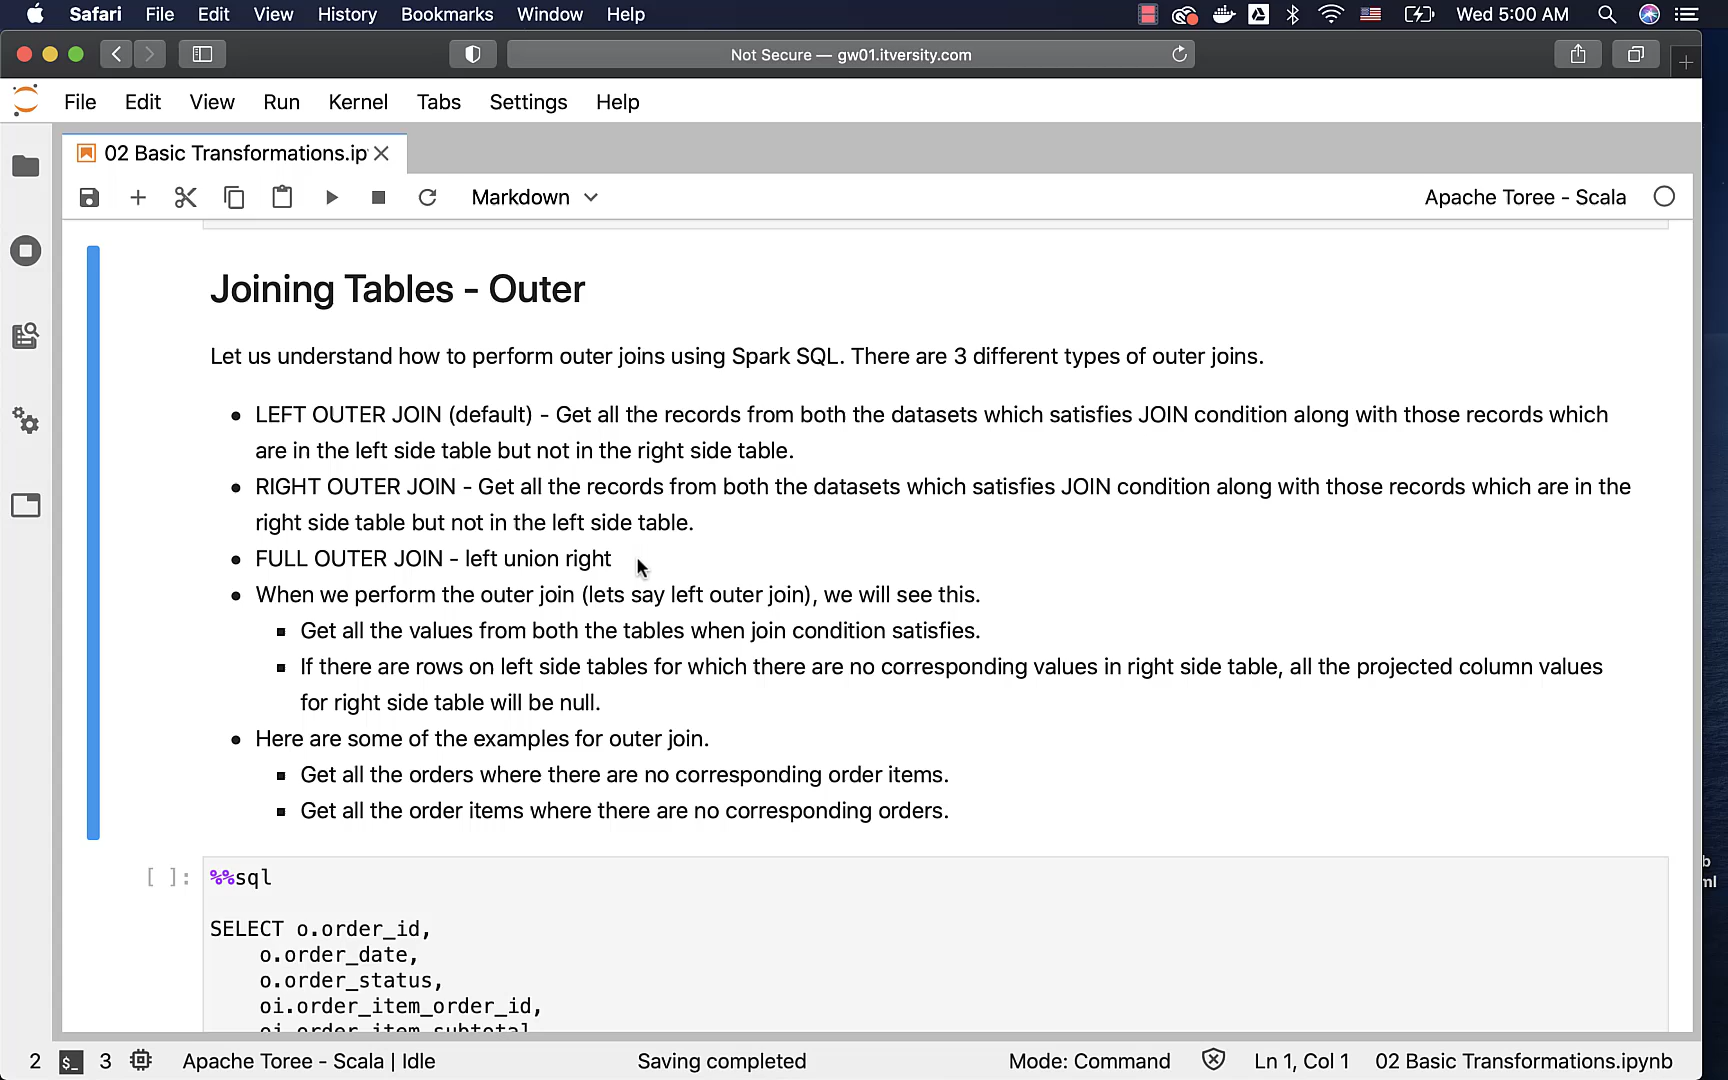 Safari File Edit View History Bookmarks Window Help Wed 5:00 AM
Not Secure — gw01.itversity.com
File Edit View Run Kernel Tabs Settings Help
02 Basic Transformations.ip
Markdown Apache Toree - Scala
Joining Tables - Outer
Let us understand how to perform outer joins using Spark SQL. There are 3 different types of outer joins.
• LEFT OUTER JOIN (default) - Get all the records from both the datasets which satisfies JOIN condition along with those records which
are in the left side table but not in the right side table.
• RIGHT OUTER JOIN - Get all the records from both the datasets which satisfies JOIN condition along with those records which are in the
right side table but not in the left side table.
• FULL OUTER JOIN - left union right
• When we perform the outer join (lets say left outer join), we will see this.
▪ Get all the values from both the tables when join condition satisfies.
▪ If there are rows on left side tables for which there are no corresponding values in right side table, all the projected column values
for right side table will be null.
• Here are some of the examples for outer join.
▪ Get all the orders where there are no corresponding order items.
▪ Get all the order items where there are no corresponding orders.
[ ]: %%sql
SELECT o.order_id,
o.order_date,
o.order_status,
oi.order_item_order_id,
oi.order_item_subtotal
b
ml
2 $_ 3 Apache Toree - Scala | Idle Saving completed Mode: Command Ln 1, Col 1 02 Basic Transformations.ipynb